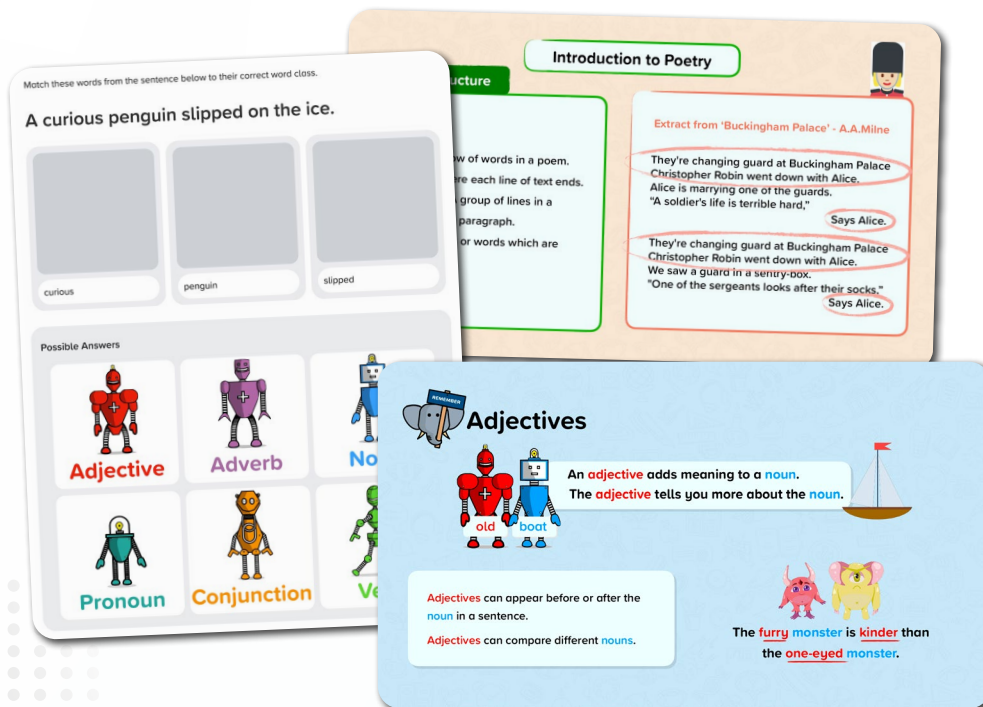 Match these words from the sentence below to their correct word class.
A curious penguin slipped on the ice.
curious
penguin
slipped
Possible Answers
Adjective
Adverb
Pronoun
Conjunction
Introduction to Poetry
of words in a poem.
each line of text ends.
group of lines in a
paragraph.
or words which are
Extract from 'Buckingham Palace' - A.A.Milne
They're changing guard at Buckingham Palace
Christopher Robin went down with Alice.
Alice is marrying one of the guards.
"A soldier's life is terrible hard,"
Says Alice.
They're changing guard at Buckingham Palace
Christopher Robin went down with Alice.
We saw a guard in a sentry-box.
"One of the sergeants looks after their socks,"
Says Alice.
REMEMBER
Adjectives
An adjective adds meaning to a noun.
The adjective tells you more about the noun.
old
boat
Adjectives can appear before or after the
noun in a sentence.
Adjectives can compare different nouns.
The furry monster is kinder than
the one-eyed monster.